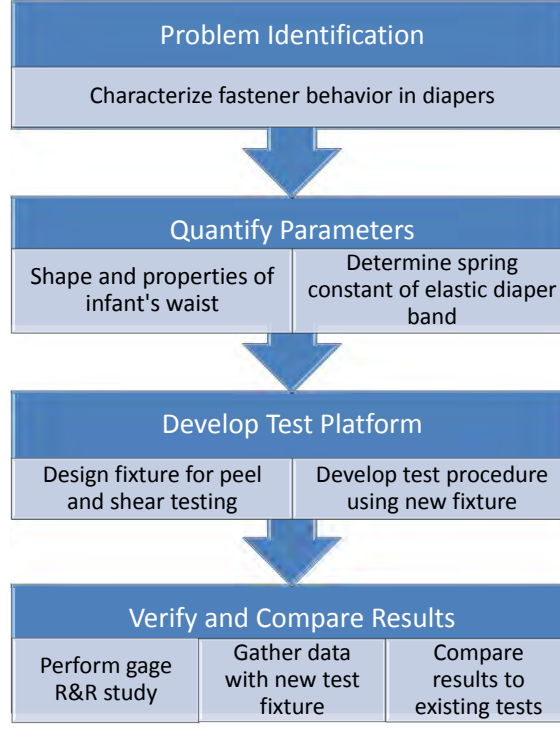 Problem Identification
Characterize fastener behavior in diapers
Quantify Parameters
Shape and properties of
infant's waist
Determine spring
constant of elastic diaper
band
Develop Test Platform
Design fixture for peel
and shear testing
Develop test procedure
using new fixture
Verify and Compare Results
Perform gage
R&R study
Gather data
with new test
fixture
Compare
results to
existing tests